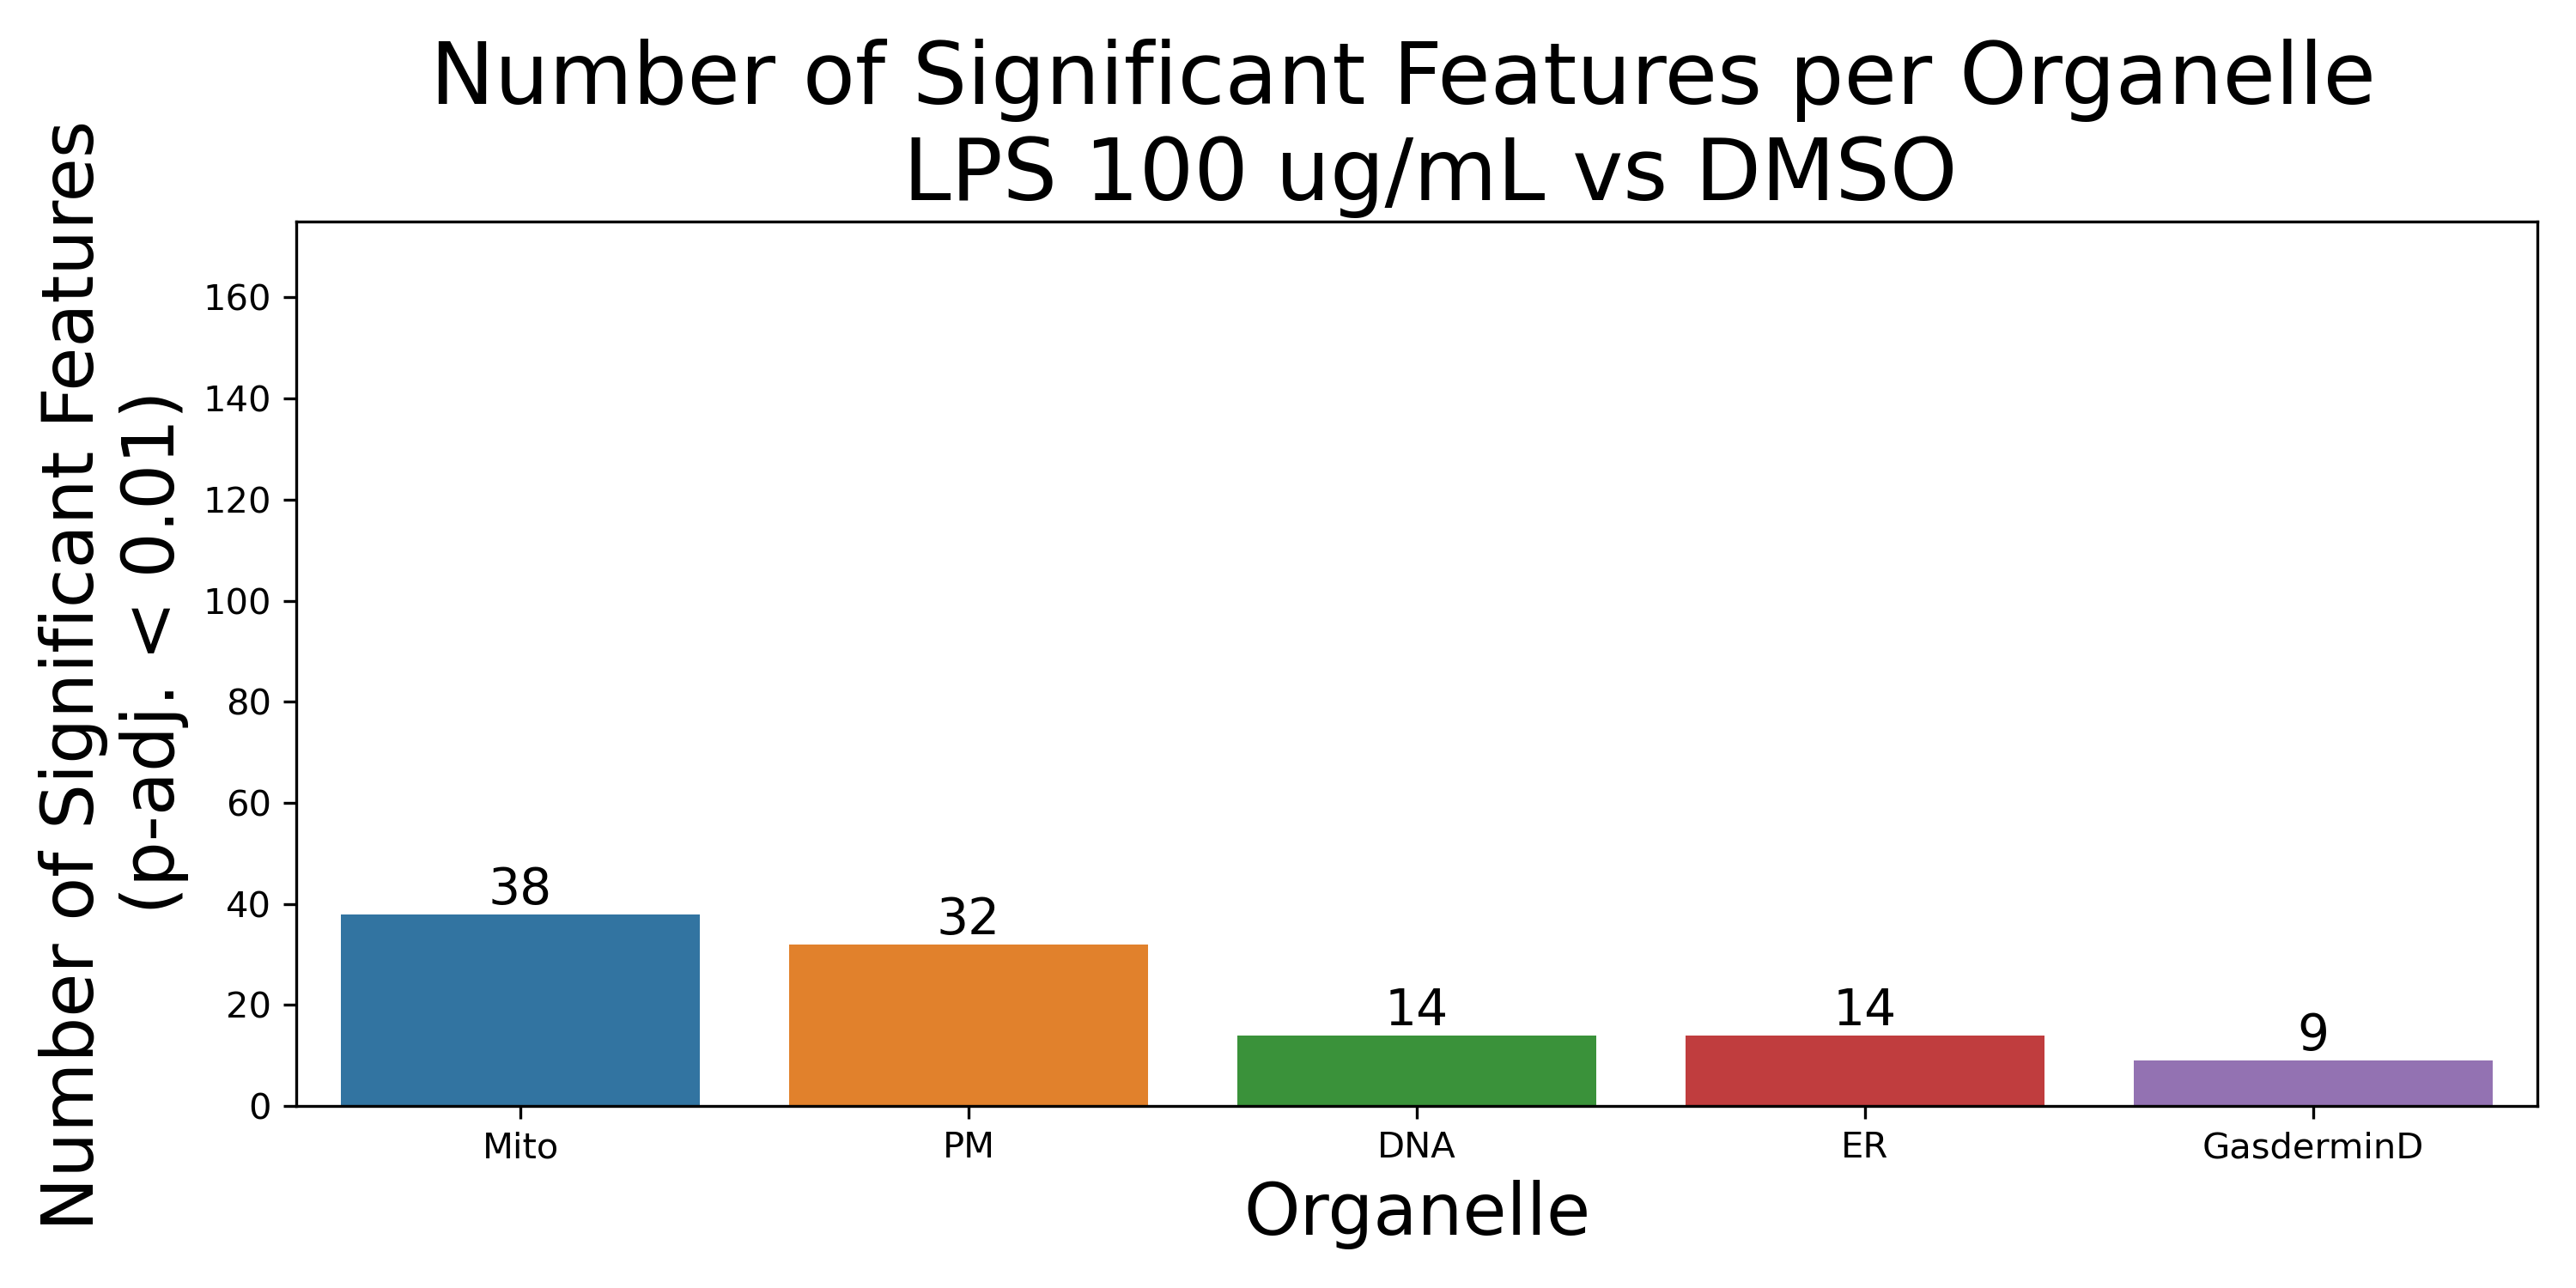 Number of Significant Features per Organelle
LPS 100 ug/mL vs DMSO
Number of Significant Features
(p-adj. < 0.01)
160
140
120
100
80
60
40
20
0
38
32
14
14
9
Mito
PM
DNA
ER
GasderminD
Organelle